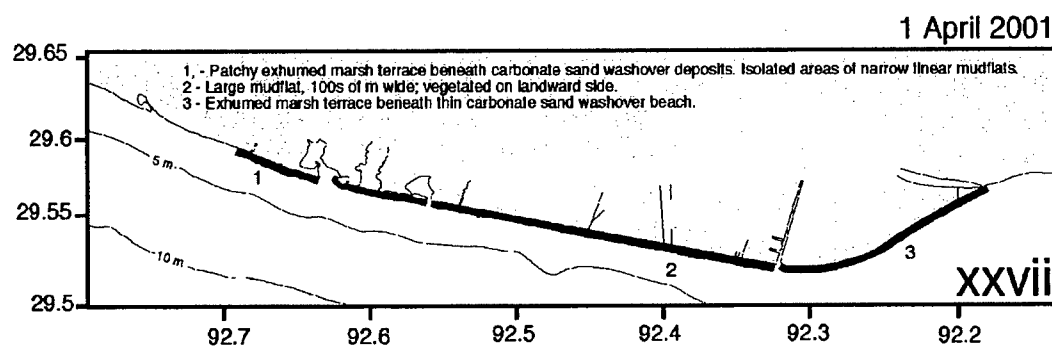 1 April 2001
29.65
1, - Patchy exhumed marsh terrace beneath carbonate sand washover deposits. Isolated areas of narrow linear mudflats.
2 - Large mudflat, 100s of m wide; vegetated on landward side.
3 - Exhumed marsh terrace beneath thin carbonate sand washover beach.
29.6
5 m.
1
29.55
2
3
10 m
xxvii
29.5
92.7 92.6 92.5 92.4 92.3 92.2